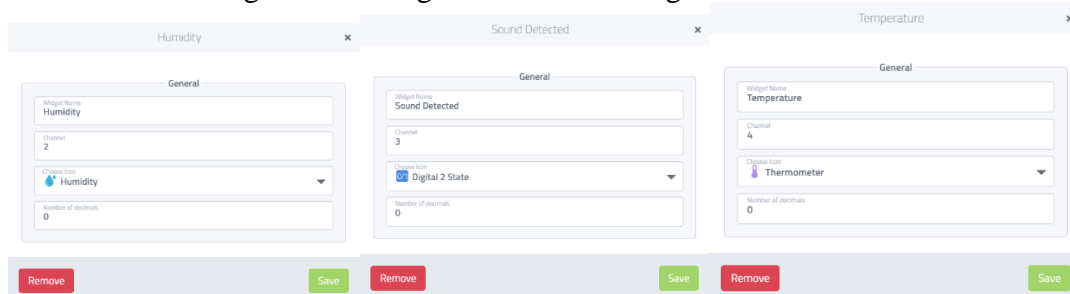 Humidity ×
General
Widget Name
Humidity
Channel
2
Choose Icon
Humidity
Number of decimals
0
Remove Save
Sound Detected ×
General
Widget Name
Sound Detected
Channel
3
Choose Icon
0/1 Digital 2 State
Number of decimals
0
Remove Save
Temperature ×
General
Widget Name
Temperature
Channel
4
Choose Icon
Thermometer
Number of decimals
0
Remove Save